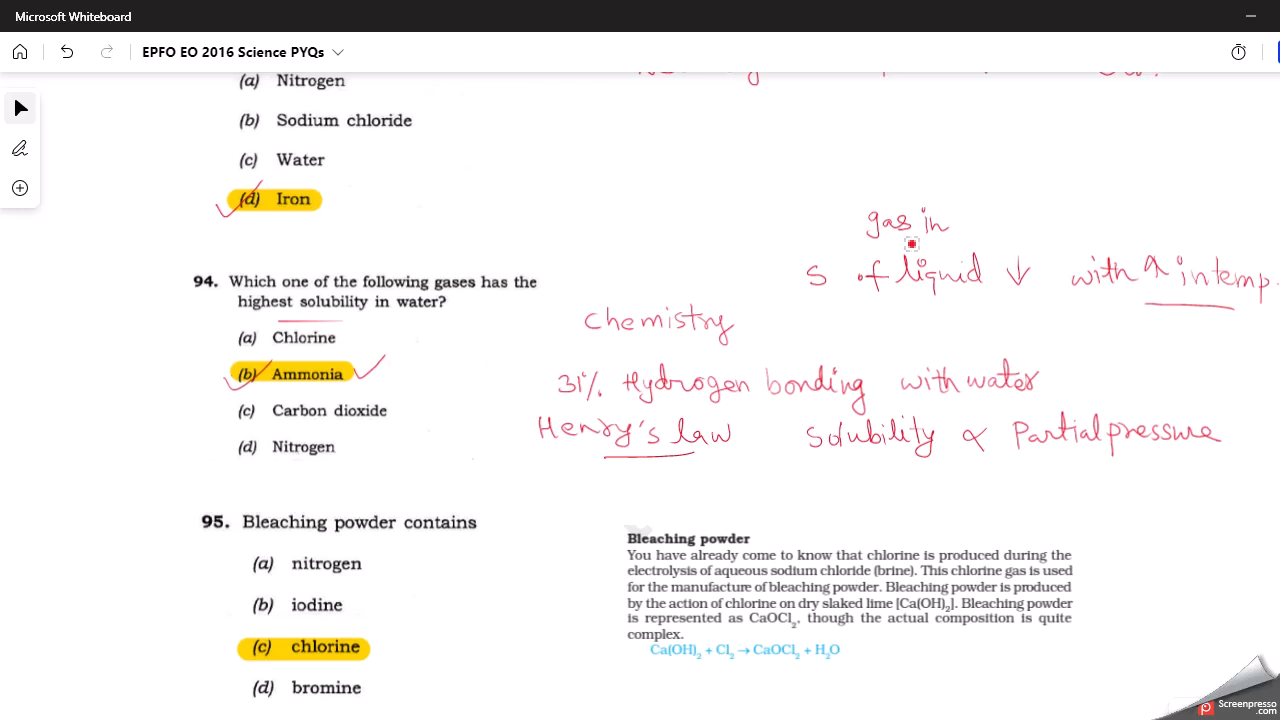 Microsoft Whiteboard
EPFO EO 2016 Science PYQs
(a) Nitrogen
(b) Sodium chloride
(c) Water
(d) Iron
94. Which one of the following gases has the
highest solubility in water?
(a) Chlorine
(b) Ammonia
(c) Carbon dioxide
(d) Nitrogen
gas in
S of liquid ↓ with ↑ in temp.
Chemistry
31% Hydrogen bonding with water
Henry's law Solubility ∝ Partial pressure
95. Bleaching powder contains
(a) nitrogen
(b) iodine
(c) chlorine
(d) bromine
Bleaching powder
You have already come to know that chlorine is produced during the
electrolysis of aqueous sodium chloride (brine). This chlorine gas is used
for the manufacture of bleaching powder. Bleaching powder is produced
by the action of chlorine on dry slaked lime [Ca(OH)₂]. Bleaching powder
is represented as CaOCl₂, though the actual composition is quite
complex.
Ca(OH)₂ + Cl₂ → CaOCl₂ + H₂O
Screenpresso
.com